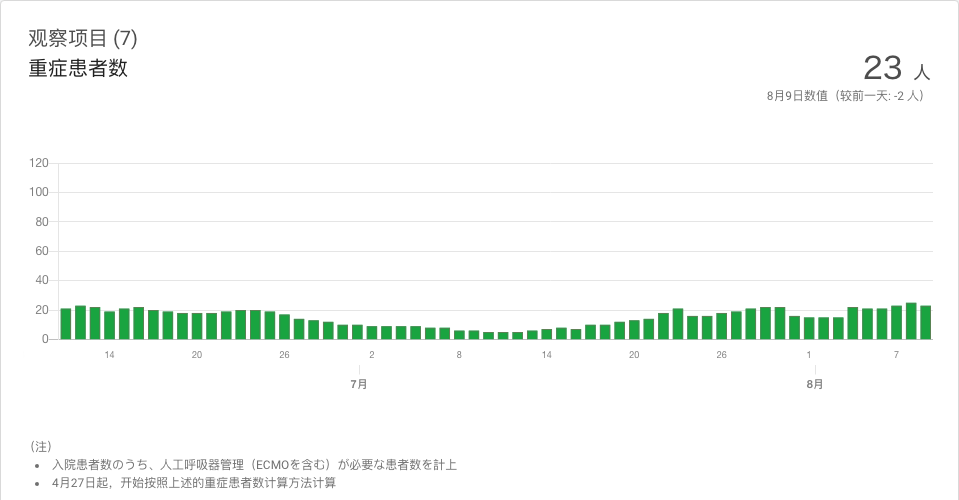 观察项目 (7)
重症患者数
23 人
8月9日数值（较前一天: -2 人）
120
100
80
60
40
20
0
14 20 26 2 8 14 20 26 1 7
7月 8月
（注）
• 入院患者数のうち、人工呼吸器管理（ECMOを含む）が必要な患者数を計上
• 4月27日起，开始按照上述的重症患者数计算方法计算